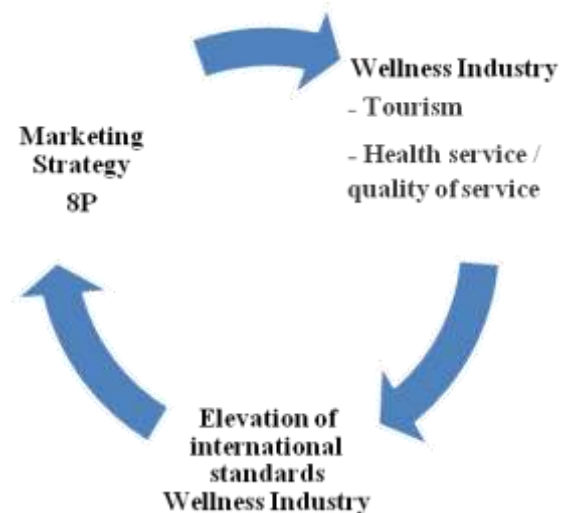 Marketing
Strategy
8P
Wellness Industry
- Tourism
- Health service /
quality of service
Elevation of
international
standards
Wellness Industry